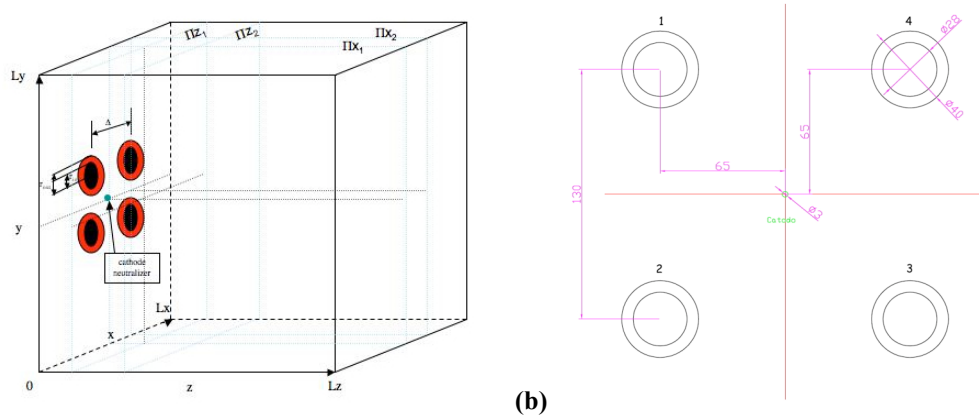 Πz₁
Πz₂
Πx₂
Πx₁
Ly
Δ
y
cathode
neutralizer
Lx
x
0
z
Lz
(b)
1
4
ø28
ø40
65
65
130
ø3
Catodo
2
3